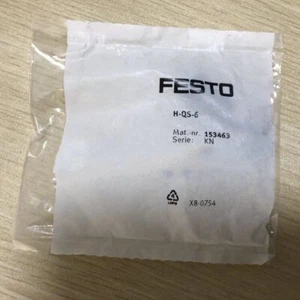 FESTO
H-QS-6
Mat.-nr. 153463
Serie: KN
X8-0754